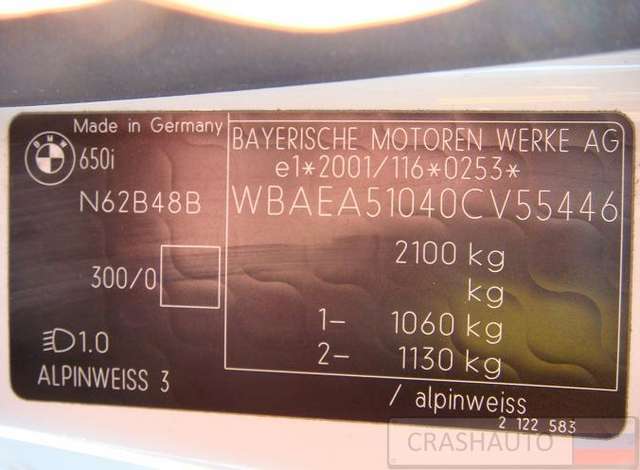 Made in Germany
BMW
650i
N62B48B
300/0
1.0
ALPINWEISS 3
BAYERISCHE MOTOREN WERKE AG
e1*2001/116*0253*
WBAEA51040CV55446
2100 kg
kg
1- 1060 kg
2- 1130 kg
/ alpinweiss
2 122 583
CRASHAUTO